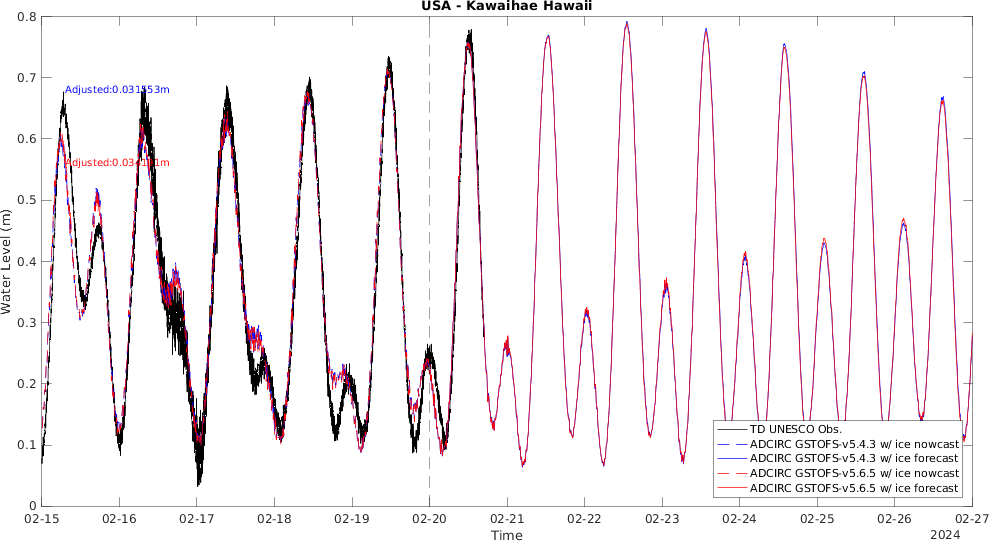 USA - Kawaihae Hawaii
0.8
0.7
0.6
0.5
0.4
0.3
0.2
0.1
0
Water Level (m)
Adjusted:0.031553m
TD UNESCO Obs.
ADCIRC GSTOFS-v5.4.3 w/ ice nowcast
ADCIRC GSTOFS-v5.4.3 w/ ice forecast
ADCIRC GSTOFS-v5.6.5 w/ ice nowcast
ADCIRC GSTOFS-v5.6.5 w/ ice forecast
02-15 02-16 02-17 02-18 02-19 02-20 02-21 02-22 02-23 02-24 02-25 02-26 02-27
Time
2024